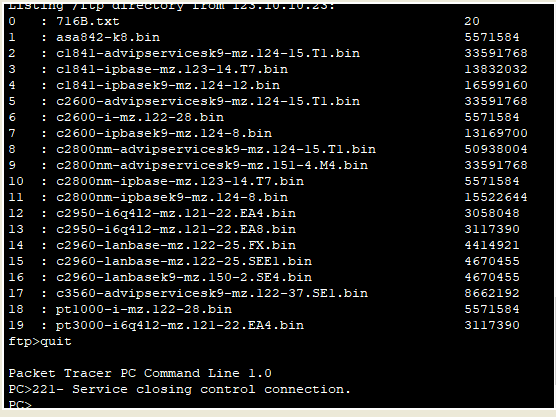 Listing /ftp directory from 123.10.10.23:
0 : 716B.txt 20
1 : asa842-k8.bin 5571584
2 : c1841-advipservicesk9-mz.124-15.T1.bin 33591768
3 : c1841-ipbase-mz.123-14.T7.bin 13832032
4 : c1841-ipbasek9-mz.124-12.bin 16599160
5 : c2600-advipservicesk9-mz.124-15.T1.bin 33591768
6 : c2600-i-mz.122-28.bin 5571584
7 : c2600-ipbasek9-mz.124-8.bin 13169700
8 : c2800nm-advipservicesk9-mz.124-15.T1.bin 50938004
9 : c2800nm-advipservicesk9-mz.151-4.M4.bin 33591768
10 : c2800nm-ipbase-mz.123-14.T7.bin 5571584
11 : c2800nm-ipbasek9-mz.124-8.bin 15522644
12 : c2950-i6q4l2-mz.121-22.EA4.bin 3058048
13 : c2950-i6q4l2-mz.121-22.EA8.bin 3117390
14 : c2960-lanbase-mz.122-25.FX.bin 4414921
15 : c2960-lanbase-mz.122-25.SEE1.bin 4670455
16 : c2960-lanbasek9-mz.150-2.SE4.bin 4670455
17 : c3560-advipservicesk9-mz.122-37.SE1.bin 8662192
18 : pt1000-i-mz.122-28.bin 5571584
19 : pt3000-i6q4l2-mz.121-22.EA4.bin 3117390
ftp>quit
Packet Tracer PC Command Line 1.0
PC>221- Service closing control connection.
PC>